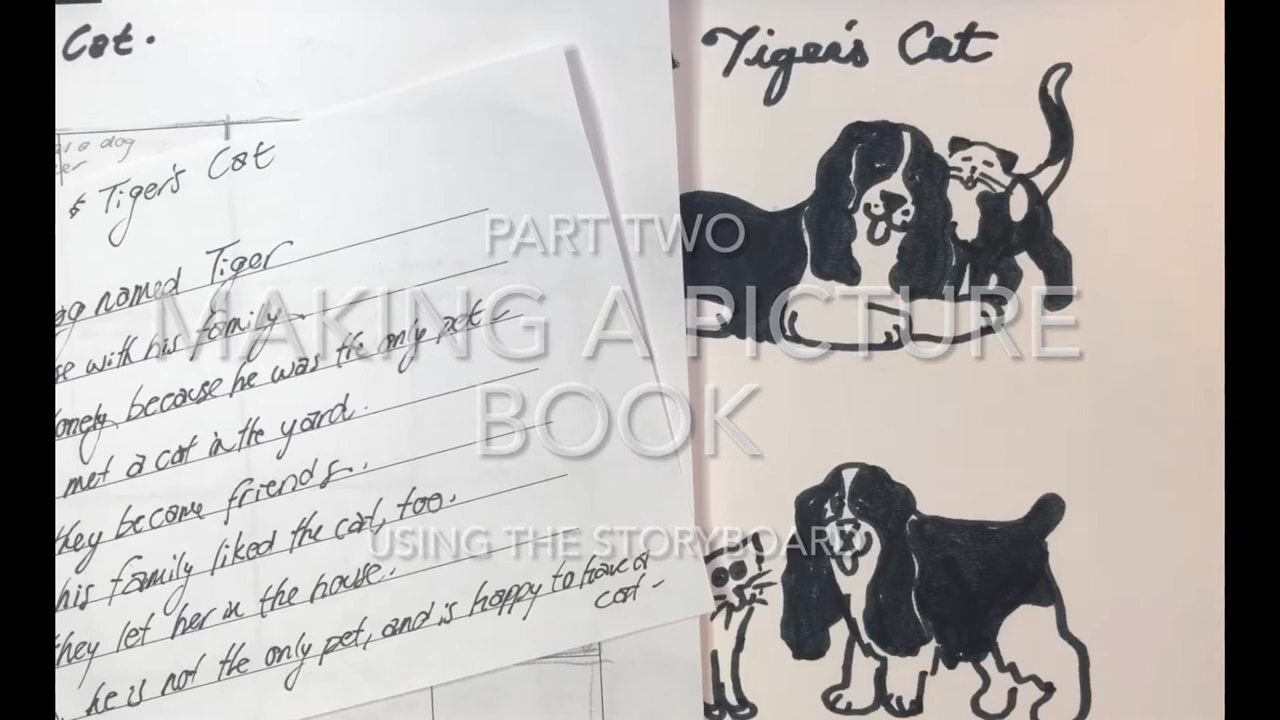 Cat.
Tiger's Cat
as a dog
Tiger's Cat
named Tiger
with his family.
because he was the only pet
met a cat in the yard.
they became friends.
his family liked the cat, too.
they let her in the house.
he is not the only pet, and is happy to have a
cat.
PART TWO
MAKING A PICTURE
BOOK
USING THE STORYBOARD